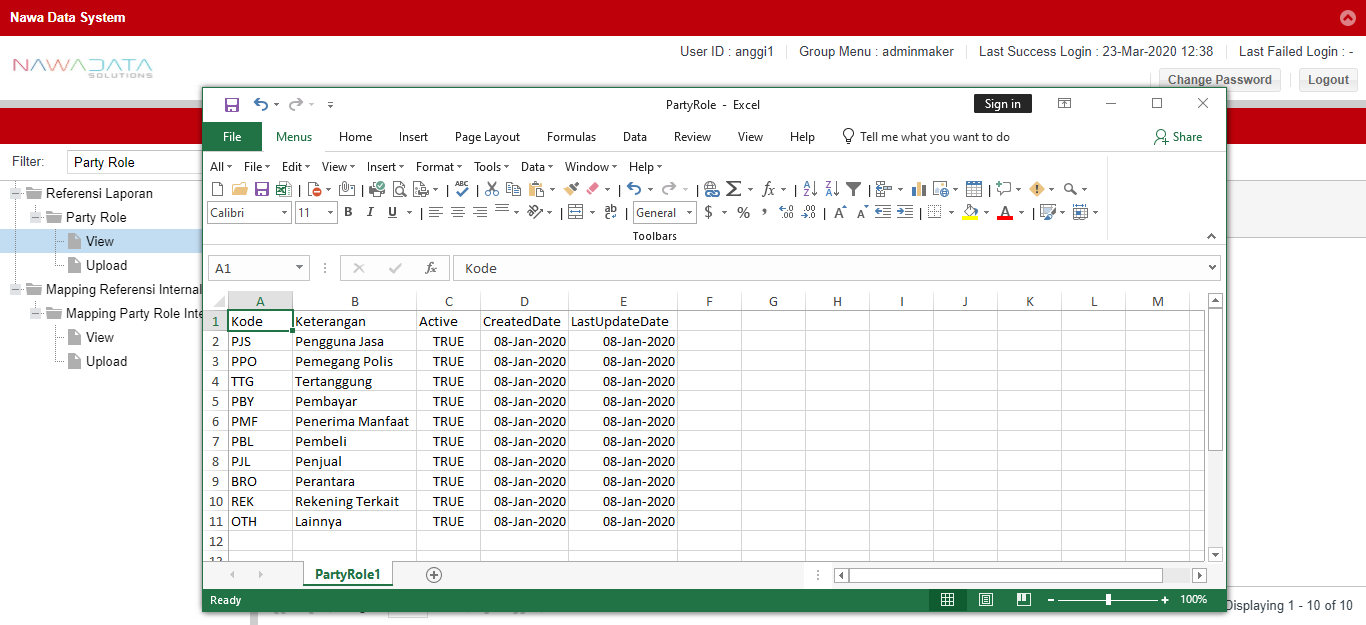 Nawa Data System
NAWADATA
SOLUTIONS
User ID : anggi1 Group Menu : adminmaker Last Success Login : 23-Mar-2020 12:38 Last Failed Login : -
Change Password Logout
Filter: Party Role
Referensi Laporan
Party Role
View
Upload
Mapping Referensi Internal
Mapping Party Role Inte
View
Upload
PartyRole - Excel Sign in
File Menus Home Insert Page Layout Formulas Data Review View Help Tell me what you want to do Share
All File Edit View Insert Format Tools Data Window Help
Calibri 11 B I U General $ % ,
Toolbars
A1 fx Kode
A B C D E F G H I J K L M
1 Kode Keterangan Active CreatedDate LastUpdateDate
2 PJS Pengguna Jasa TRUE 08-Jan-2020 08-Jan-2020
3 PPO Pemegang Polis TRUE 08-Jan-2020 08-Jan-2020
4 TTG Tertanggung TRUE 08-Jan-2020 08-Jan-2020
5 PBY Pembayar TRUE 08-Jan-2020 08-Jan-2020
6 PMF Penerima Manfaat TRUE 08-Jan-2020 08-Jan-2020
7 PBL Pembeli TRUE 08-Jan-2020 08-Jan-2020
8 PJL Penjual TRUE 08-Jan-2020 08-Jan-2020
9 BRO Perantara TRUE 08-Jan-2020 08-Jan-2020
10 REK Rekening Terkait TRUE 08-Jan-2020 08-Jan-2020
11 OTH Lainnya TRUE 08-Jan-2020 08-Jan-2020
12
PartyRole1
Ready 100%
Displaying 1 - 10 of 10